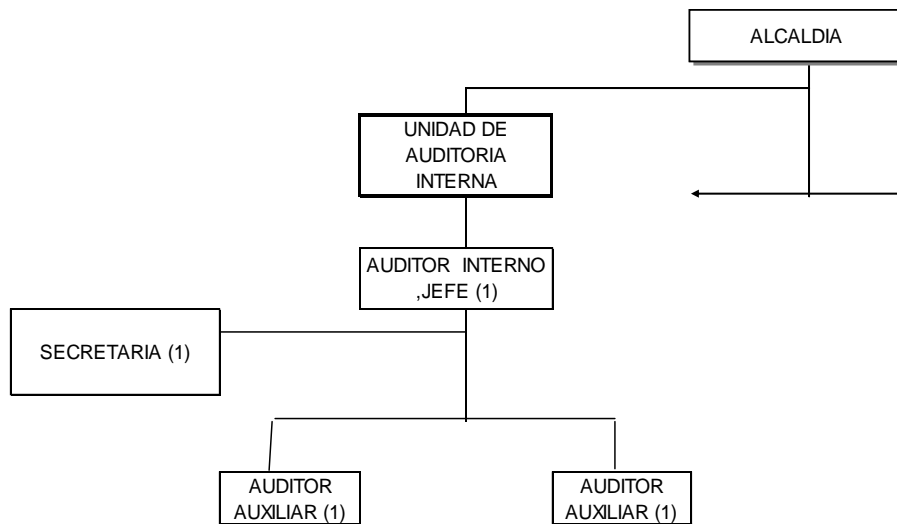 ALCALDIA
UNIDAD DE
AUDITORIA
INTERNA
AUDITOR INTERNO
,JEFE (1)
SECRETARIA (1)
AUDITOR
AUXILIAR (1)
AUDITOR
AUXILIAR (1)